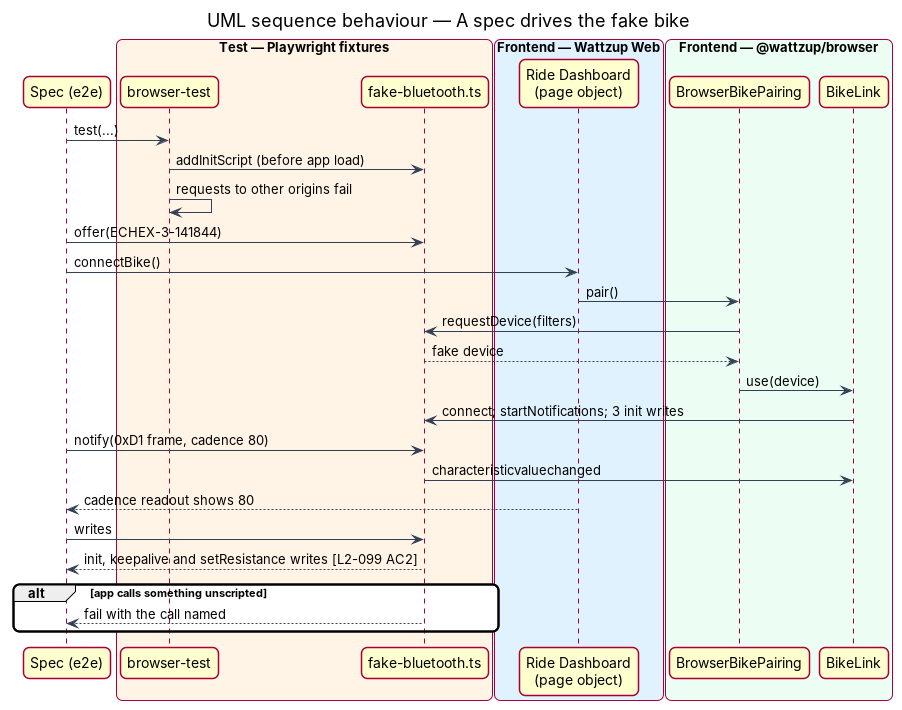 UML sequence behaviour — A spec drives the fake bike
Test — Playwright fixtures
Frontend — Wattzup Web
Frontend — @wattzup/browser
Spec (e2e)
browser-test
fake-bluetooth.ts
Ride Dashboard
(page object)
BrowserBikePairing
BikeLink
test(...)
addInitScript (before app load)
requests to other origins fail
offer(ECHEX-3-141844)
connectBike()
pair()
requestDevice(filters)
fake device
use(device)
connect, startNotifications; 3 init writes
notify(0xD1 frame, cadence 80)
characteristicvaluechanged
cadence readout shows 80
writes
init, keepalive and setResistance writes [L2-099 AC2]
alt
[app calls something unscripted]
fail with the call named
Spec (e2e)
browser-test
fake-bluetooth.ts
Ride Dashboard
(page object)
BrowserBikePairing
BikeLink